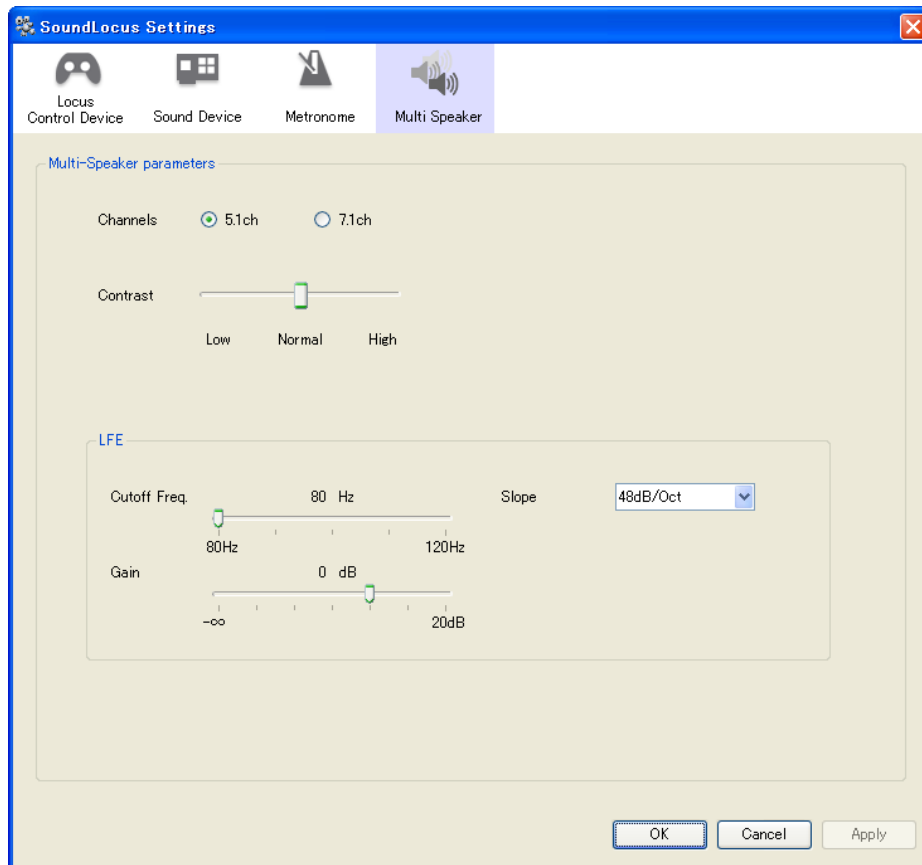 SoundLocus Settings
Locus
Control Device
Sound Device
Metronome
Multi Speaker
Multi-Speaker parameters
Channels 5.1ch 7.1ch
Contrast
Low Normal High
LFE
Cutoff Freq. 80 Hz Slope 48dB/Oct
80Hz 120Hz
Gain 0 dB
-∞ 20dB
OK Cancel Apply